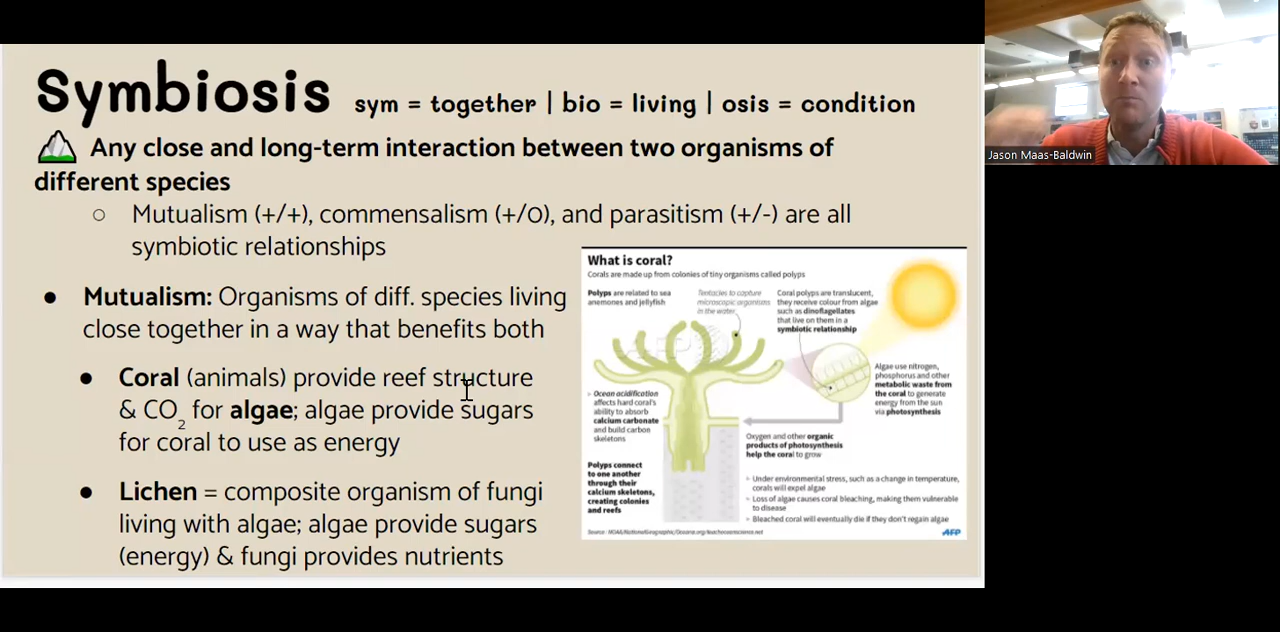 Symbiosis sym = together | bio = living | osis = condition
Any close and long-term interaction between two organisms of
different species
○ Mutualism (+/+), commensalism (+/0), and parasitism (+/-) are all
symbiotic relationships
● Mutualism: Organisms of diff. species living
close together in a way that benefits both
● Coral (animals) provide reef structure
& CO2 for algae; algae provide sugars
for coral to use as energy
● Lichen = composite organism of fungi
living with algae; algae provide sugars
(energy) & fungi provides nutrients
What is coral?
Corals are made up from colonies of tiny organisms called polyps
Polyps are related to sea
anemones and jellyfish
Tentacles to capture
microscopic organisms
in the water
Coral polyps are translucent,
they receive colour from algae
such as dinoflagellates
that live on them in a
symbiotic relationship
Algae use nitrogen,
phosphorus and other
metabolic waste from
the coral to generate
energy from the sun
via photosynthesis
Ocean acidification
affects hard coral's
ability to absorb
calcium carbonate
and build carbon
skeletons
Oxygen and other organic
products of photosynthesis
help the coral to grow
Polyps connect
to one another
through their
calcium skeletons,
creating colonies
and reefs
Under environmental stress, such as a change in temperature,
corals will expel algae
Loss of algae causes coral bleaching, making them vulnerable
to disease
Bleached coral will eventually die if they don't regain algae
AFP
Jason Maas-Baldwin